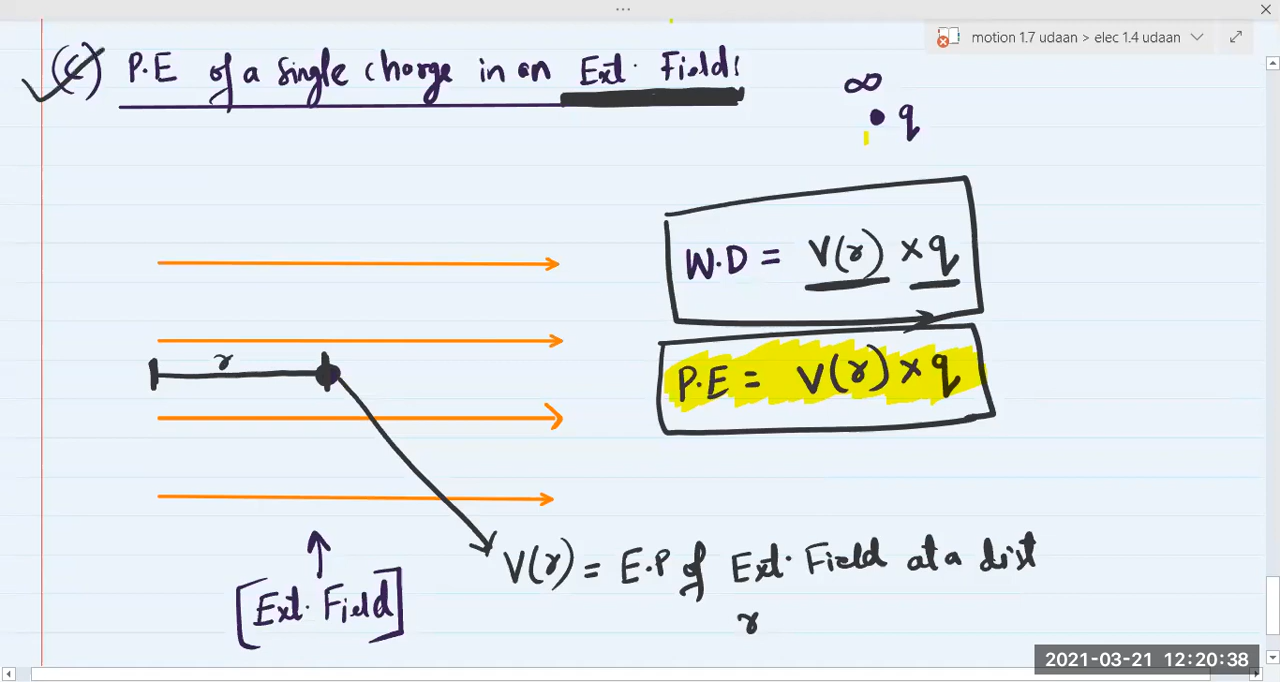 motion 1.7 udaan > elec 1.4 udaan
(C) P.E of a Single Charge in an Ext. Field:
∞
q
W.D = V(r) × q
r
P.E = V(r) × q
V(r) = E.P of Ext. Field at a dist
r
[Ext. Field]
2021-03-21 12:20:38